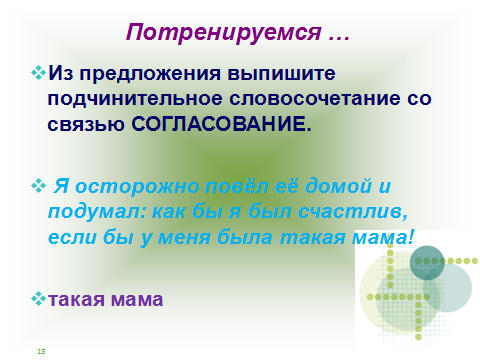 Потренируемся …
Из предложения выпишите
подчинительное словосочетание со
связью СОГЛАСОВАНИЕ.
Я осторожно повёл её домой и
подумал: как бы я был счастлив,
если бы у меня была такая мама!
такая мама
15